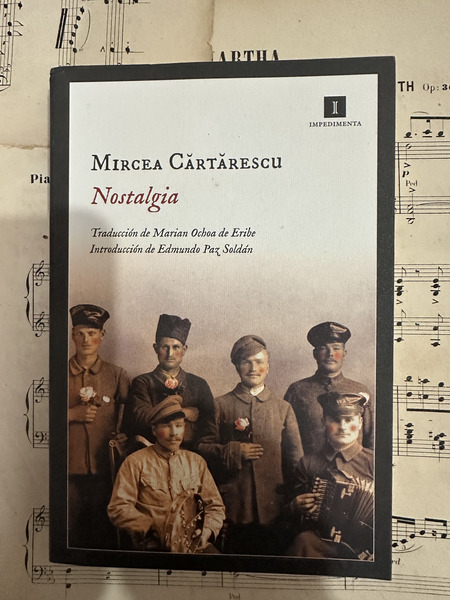 ARTHA
TH Op:
Ped
Pia
I
IMPEDIMENTA
MIRCEA CĂRTĂRESCU
Nostalgia
Traducción de Marian Ochoa de Eribe
Introducción de Edmundo Paz Soldán
Ped